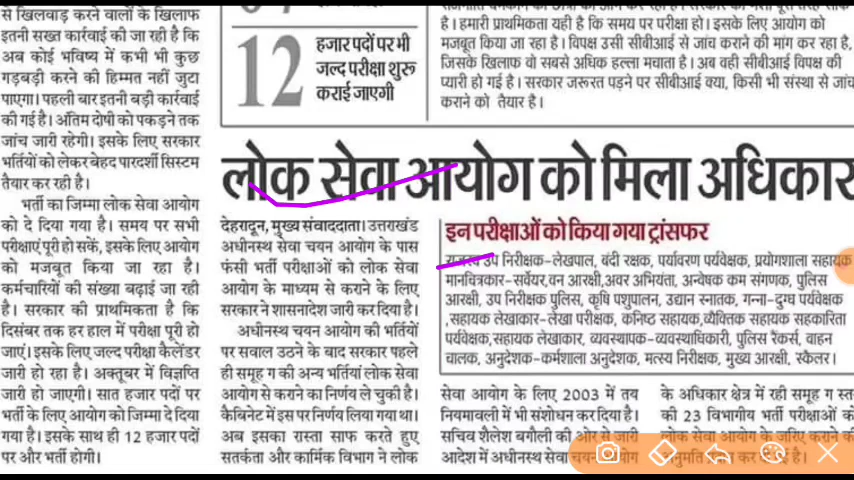 से खिलवाड़ करने वालों के खिलाफ
इतनी सख्त कार्रवाई की जा रही है कि
अब कोई भविष्य में कभी भी कुछ
गड़बड़ी करने की हिम्मत नहीं जुटा
पाएगा। पहली बार इतनी बड़ी कार्रवाई
की गई है। अंतिम दोषी को पकड़ने तक
जांच जारी रहेगी। इसके लिए सरकार
भर्तियों को लेकर बेहद पारदर्शी सिस्टम
तैयार कर रही है।
भर्ती का जिम्मा लोक सेवा आयोग
को दे दिया गया है। समय पर सभी
परीक्षाएं पूरी हो सकें, इसके लिए आयोग
को मजबूत किया जा रहा है।
कर्मचारियों की संख्या बढ़ाई जा रही
है। सरकार की प्राथमिकता है कि
दिसंबर तक हर हाल में परीक्षा पूरी हो
जाएं। इसके लिए जल्द परीक्षा कैलेंडर
जारी हो रहा है। अक्तूबर में विज्ञप्ति
जारी हो जाएगी। सात हजार पदों पर
भर्ती के लिए आयोग को जिम्मा दे दिया
गया है। इसके साथ ही 12 हजार पदों
पर और भर्ती होगी।
12
हजार पदों पर भी
जल्द परीक्षा शुरू
कराई जाएगी
है। हमारी प्राथमिकता यही है कि समय पर परीक्षा हो। इसके लिए आयोग को
मजबूत किया जा रहा है। विपक्ष उसी सीबीआई से जांच कराने की मांग कर रहा है,
जिसके खिलाफ वो सबसे अधिक हल्ला मचाता है। अब वही सीबीआई विपक्ष की
प्यारी हो गई है। सरकार जरूरत पड़ने पर सीबीआई क्या, किसी भी संस्था से जांच
कराने को तैयार है।
लोक सेवा आयोग को मिला अधिकार
देहरादून, मुख्य संवाददाता। उत्तराखंड
अधीनस्थ सेवा चयन आयोग के पास
फंसी भर्ती परीक्षाओं को लोक सेवा
आयोग के माध्यम से कराने के लिए
सरकार ने शासनादेश जारी कर दिया है।
अधीनस्थ चयन आयोग की भर्तियों
पर सवाल उठने के बाद सरकार पहले
ही समूह ग की अन्य भर्तियां लोक सेवा
आयोग से कराने का निर्णय ले चुकी है।
कैबिनेट में इस पर निर्णय लिया गया था।
अब इसका रास्ता साफ करते हुए
सतर्कता और कार्मिक विभाग ने लोक
इन परीक्षाओं को किया गया ट्रांसफर
राजस्व उप निरीक्षक-लेखपाल, बंदी रक्षक, पर्यावरण पर्यवेक्षक, प्रयोगशाला सहायक
मानचित्रकार-सर्वेयर,वन आरक्षी,अवर अभियंता, अन्वेषक कम संगणक, पुलिस
आरक्षी, उप निरीक्षक पुलिस, कृषि पशुपालन, उद्यान स्नातक, गन्ना-दुग्ध पर्यवेक्षक
,सहायक लेखाकार-लेखा परीक्षक, कनिष्ठ सहायक,व्यैक्तिक सहायक सहकारिता
पर्यवेक्षक,सहायक लेखाकार, व्यवस्थापक-व्यवस्थाधिकारी, पुलिस रैंकर्स, वाहन
चालक, अनुदेशक-कर्मशाला अनुदेशक, मत्स्य निरीक्षक, मुख्य आरक्षी, स्कैलर।
सेवा आयोग के लिए 2003 में तय
नियमावली में भी संशोधन कर दिया है।
सचिव शैलेश बगौली की ओर से जारी
आदेश में अधीनस्थ सेवा चयन आयोग
के अधिकार क्षेत्र में रही समूह ग स्त
की 23 विभागीय भर्ती परीक्षाओं को
लोक सेवा आयोग के जरिए कराने की
अनुमति कर दी गई है।